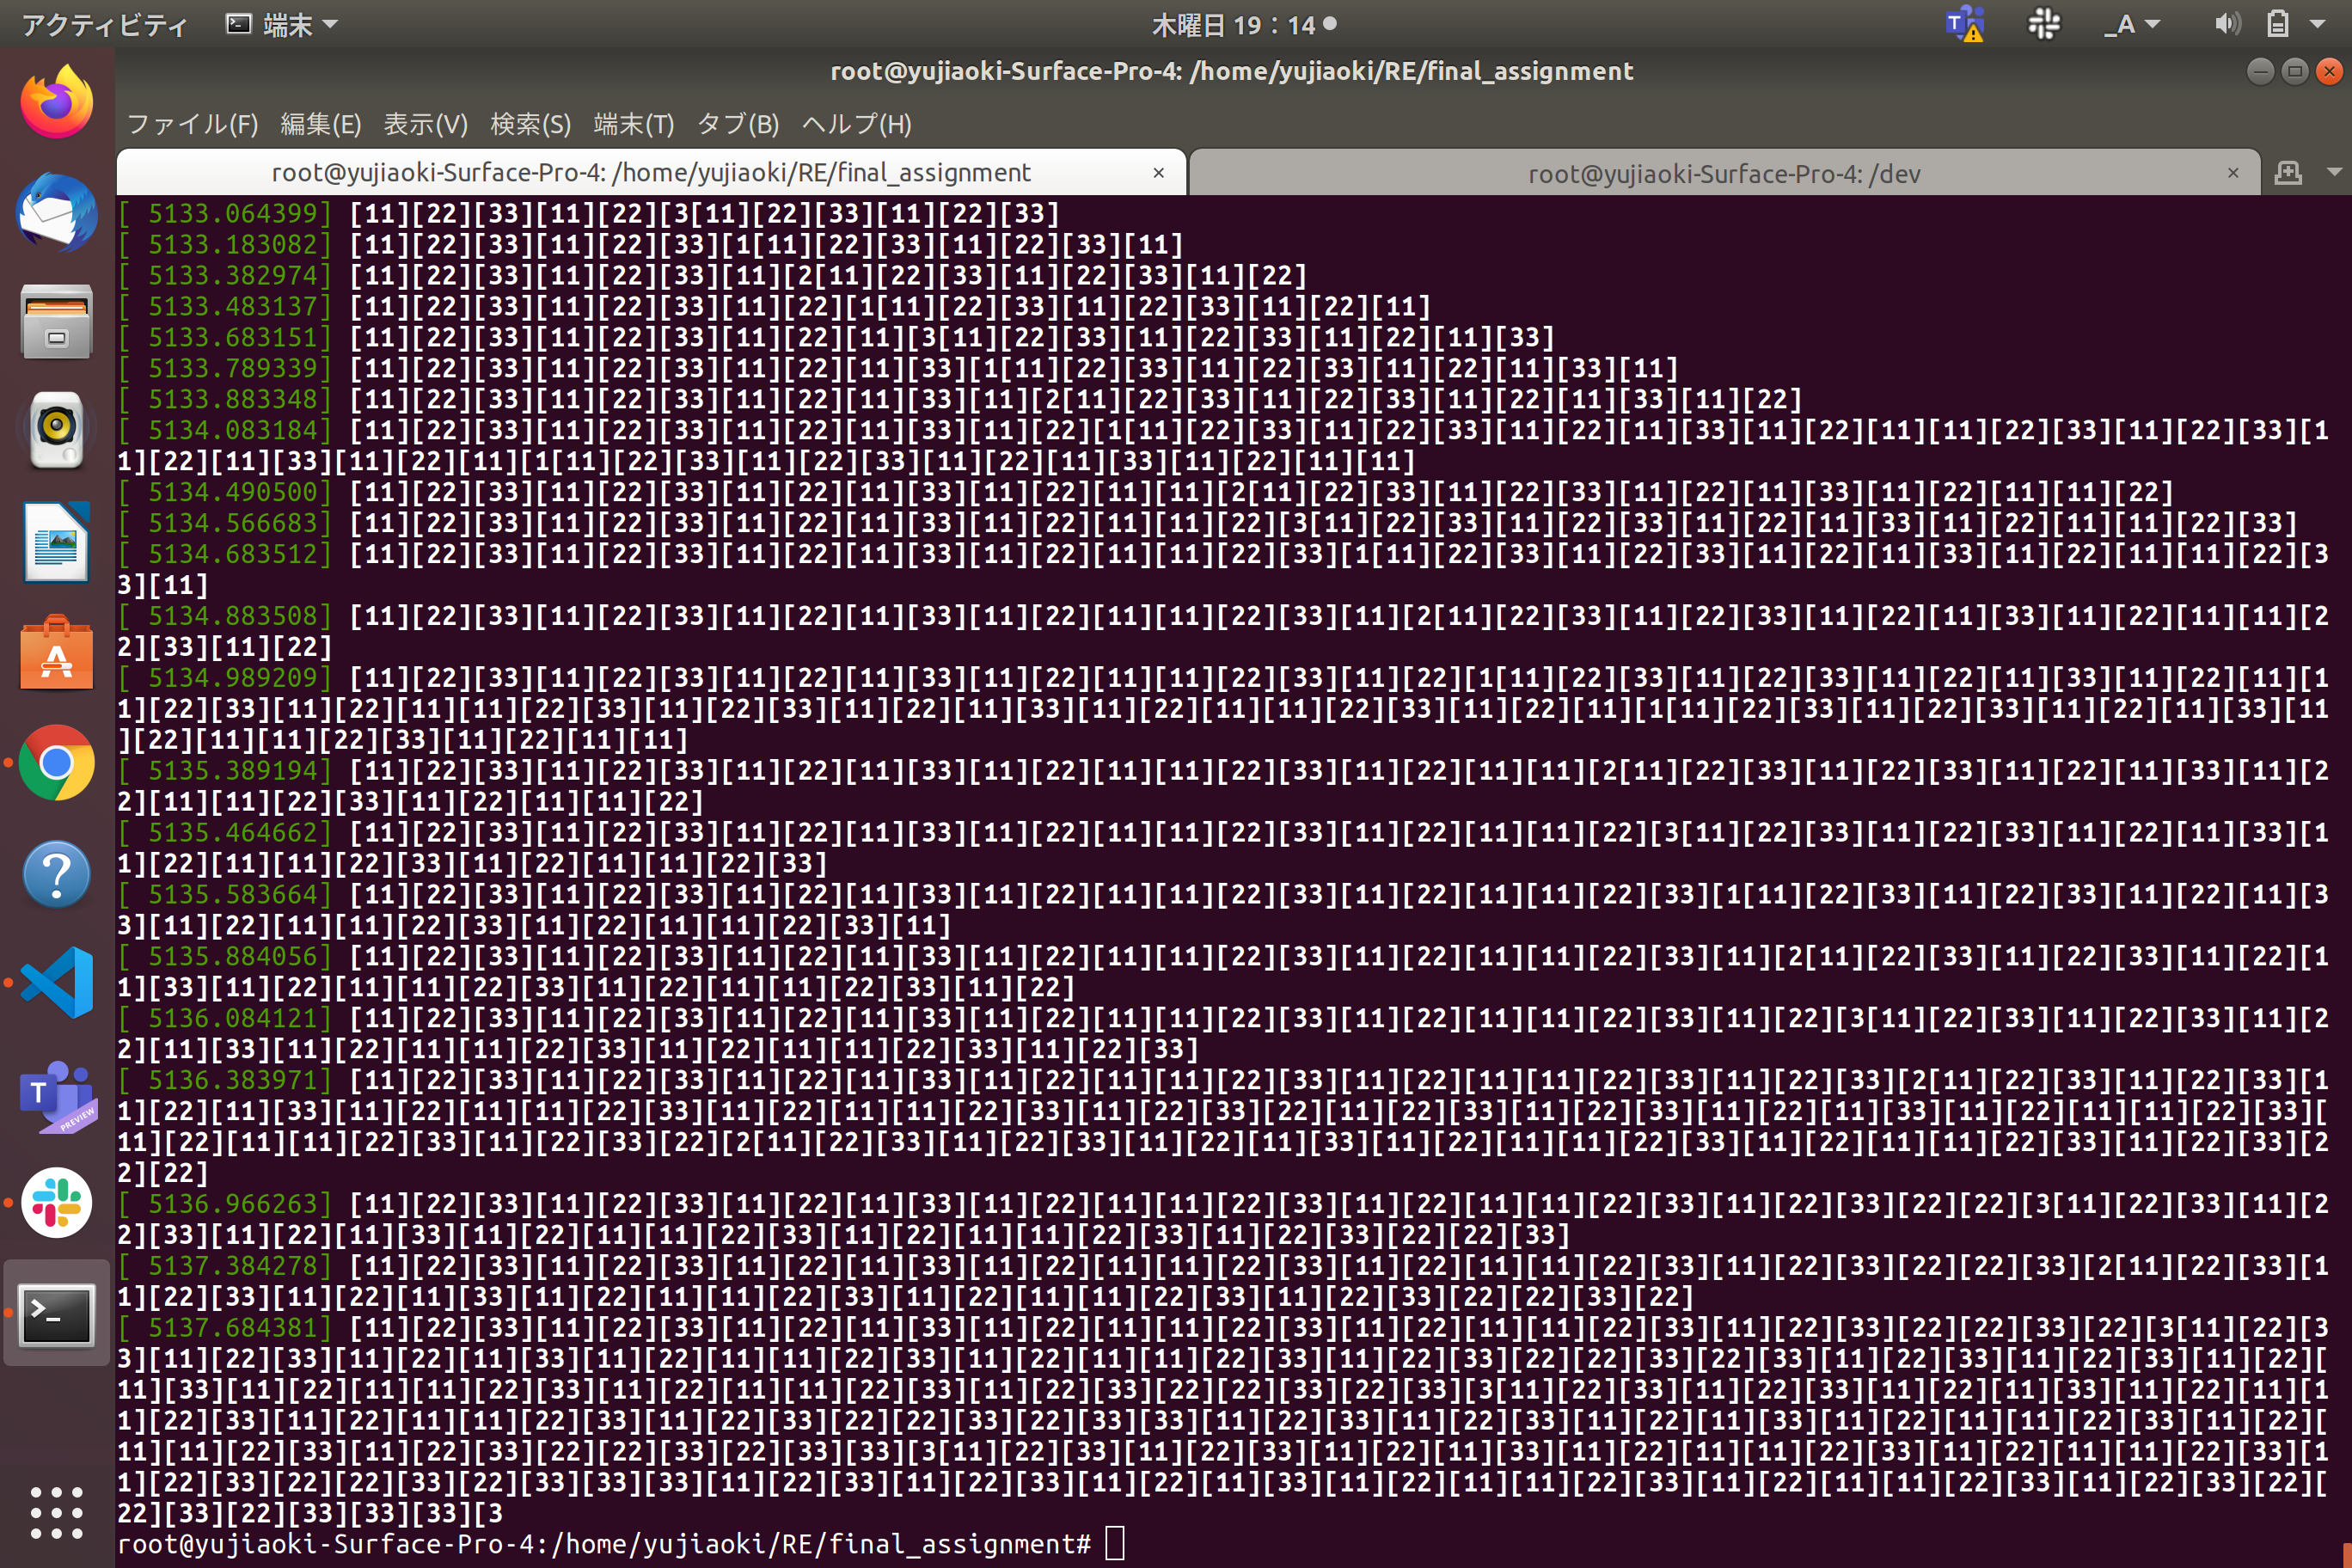 アクティビティ 端末 木曜日 19：14 _A
root@yujiaoki-Surface-Pro-4: /home/yujiaoki/RE/final_assignment
ファイル(F) 編集(E) 表示(V) 検索(S) 端末(T) タブ(B) ヘルプ(H)
root@yujiaoki-Surface-Pro-4: /home/yujiaoki/RE/final_assignment × root@yujiaoki-Surface-Pro-4: /dev ×
[ 5133.064399] [11][22][33][11][22][3[11][22][33][11][22][33]
[ 5133.183082] [11][22][33][11][22][33][1[11][22][33][11][22][33][11]
[ 5133.382974] [11][22][33][11][22][33][11][2[11][22][33][11][22][33][11][22]
[ 5133.483137] [11][22][33][11][22][33][11][22][1[11][22][33][11][22][33][11][22][11]
[ 5133.683151] [11][22][33][11][22][33][11][22][11][3[11][22][33][11][22][33][11][22][11][33]
[ 5133.789339] [11][22][33][11][22][33][11][22][11][33][1[11][22][33][11][22][33][11][22][11][33][11]
[ 5133.883348] [11][22][33][11][22][33][11][22][11][33][11][2[11][22][33][11][22][33][11][22][11][33][11][22]
[ 5134.083184] [11][22][33][11][22][33][11][22][11][33][11][22][1[11][22][33][11][22][33][11][22][11][33][11][22][11][11][22][33][11][22][33][1
1][22][11][33][11][22][11][1[11][22][33][11][22][33][11][22][11][33][11][22][11][11]
[ 5134.490500] [11][22][33][11][22][33][11][22][11][33][11][22][11][11][2[11][22][33][11][22][33][11][22][11][33][11][22][11][11][22]
[ 5134.566683] [11][22][33][11][22][33][11][22][11][33][11][22][11][11][22][3[11][22][33][11][22][33][11][22][11][33][11][22][11][11][22][33]
[ 5134.683512] [11][22][33][11][22][33][11][22][11][33][11][22][11][11][22][33][1[11][22][33][11][22][33][11][22][11][33][11][22][11][11][22][3
3][11]
[ 5134.883508] [11][22][33][11][22][33][11][22][11][33][11][22][11][11][22][33][11][2[11][22][33][11][22][33][11][22][11][33][11][22][11][11][2
2][33][11][22]
[ 5134.989209] [11][22][33][11][22][33][11][22][11][33][11][22][11][11][22][33][11][22][1[11][22][33][11][22][33][11][22][11][33][11][22][11][1
1][22][33][11][22][11][11][22][33][11][22][33][11][22][11][33][11][22][11][11][22][33][11][22][11][1[11][22][33][11][22][33][11][22][11][33][11
][22][11][11][22][33][11][22][11][11]
[ 5135.389194] [11][22][33][11][22][33][11][22][11][33][11][22][11][11][22][33][11][22][11][11][2[11][22][33][11][22][33][11][22][11][33][11][2
2][11][11][22][33][11][22][11][11][22]
[ 5135.464662] [11][22][33][11][22][33][11][22][11][33][11][22][11][11][22][33][11][22][11][11][22][3[11][22][33][11][22][33][11][22][11][33][1
1][22][11][11][22][33][11][22][11][11][22][33]
[ 5135.583664] [11][22][33][11][22][33][11][22][11][33][11][22][11][11][22][33][11][22][11][11][22][33][1[11][22][33][11][22][33][11][22][11][3
3][11][22][11][11][22][33][11][22][11][11][22][33][11]
[ 5135.884056] [11][22][33][11][22][33][11][22][11][33][11][22][11][11][22][33][11][22][11][11][22][33][11][2[11][22][33][11][22][33][11][22][1
1][33][11][22][11][11][22][33][11][22][11][11][22][33][11][22]
[ 5136.084121] [11][22][33][11][22][33][11][22][11][33][11][22][11][11][22][33][11][22][11][11][22][33][11][22][3[11][22][33][11][22][33][11][2
2][11][33][11][22][11][11][22][33][11][22][11][11][22][33][11][22][33]
[ 5136.383971] [11][22][33][11][22][33][11][22][11][33][11][22][11][11][22][33][11][22][11][11][22][33][11][22][33][2[11][22][33][11][22][33][1
1][22][11][33][11][22][11][11][22][33][11][22][11][11][22][33][11][22][33][22][11][22][33][11][22][33][11][22][11][33][11][22][11][11][22][33][
11][22][11][11][22][33][11][22][33][22][2[11][22][33][11][22][33][11][22][11][33][11][22][11][11][22][33][11][22][11][11][22][33][11][22][33][2
2][22]
[ 5136.966263] [11][22][33][11][22][33][11][22][11][33][11][22][11][11][22][33][11][22][11][11][22][33][11][22][33][22][22][3[11][22][33][11][2
2][33][11][22][11][33][11][22][11][11][22][33][11][22][11][11][22][33][11][22][33][22][22][33]
[ 5137.384278] [11][22][33][11][22][33][11][22][11][33][11][22][11][11][22][33][11][22][11][11][22][33][11][22][33][22][22][33][2[11][22][33][1
1][22][33][11][22][11][33][11][22][11][11][22][33][11][22][11][11][22][33][11][22][33][22][22][33][22]
[ 5137.684381] [11][22][33][11][22][33][11][22][11][33][11][22][11][11][22][33][11][22][11][11][22][33][11][22][33][22][22][33][22][3[11][22][3
3][11][22][33][11][22][11][33][11][22][11][11][22][33][11][22][11][11][22][33][11][22][33][22][22][33][22][33][11][22][33][11][22][33][11][22][
11][33][11][22][11][11][22][33][11][22][11][11][22][33][11][22][33][22][22][33][22][33][3[11][22][33][11][22][33][11][22][11][33][11][22][11][1
1][22][33][11][22][11][11][22][33][11][22][33][22][22][33][22][33][33][11][22][33][11][22][33][11][22][11][33][11][22][11][11][22][33][11][22][
11][11][22][33][11][22][33][22][22][33][22][33][33][3[11][22][33][11][22][33][11][22][11][33][11][22][11][11][22][33][11][22][11][11][22][33][1
1][22][33][22][22][33][22][33][33][33][11][22][33][11][22][33][11][22][11][33][11][22][11][11][22][33][11][22][11][11][22][33][11][22][33][22][
22][33][22][33][33][33][3
root@yujiaoki-Surface-Pro-4:/home/yujiaoki/RE/final_assignment#
T
PREVIEW